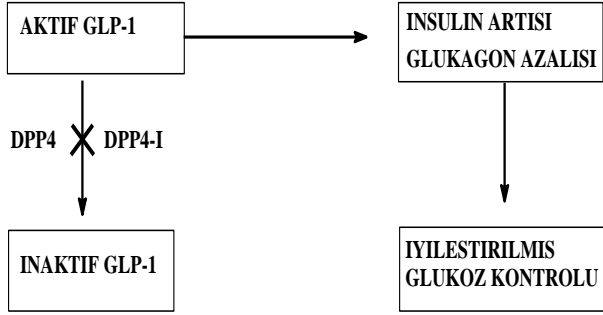 AKTIF GLP-1
INSULIN ARTISI
GLUKAGON AZALISI
DPP4 DPP4-I
INAKTIF GLP-1
IYILESTIRILMIS
GLUKOZ KONTROLU